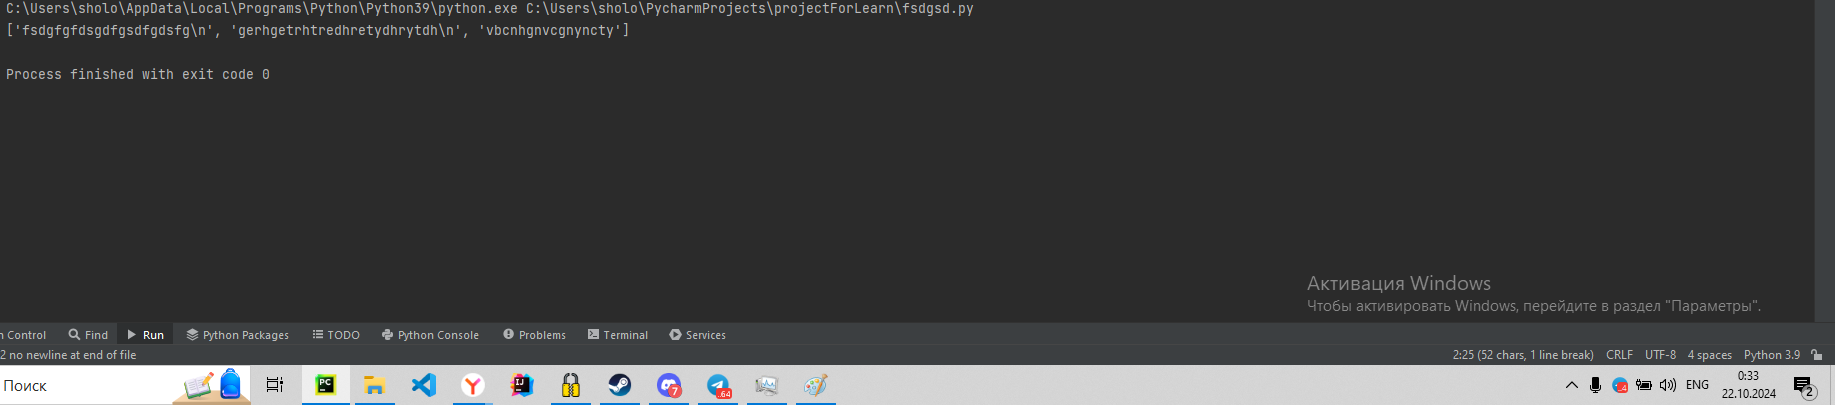 C:\Users\sholo\AppData\Local\Programs\Python\Python39\python.exe C:\Users\sholo\PycharmProjects\projectForLearn\fsdgsd.py
['fsdgfgfdsgdfgsdfgdsfg\n', 'gerhgetrhtredhretydhrytdh\n', 'vbcnhgnvcgnyncty']
Process finished with exit code 0
Активация Windows
Чтобы активировать Windows, перейдите в раздел "Параметры".
n Control Find Run Python Packages TODO Python Console Problems Terminal Services
2 no newline at end of file 2:25 (52 chars, 1 line break) CRLF UTF-8 4 spaces Python 3.9
Поиск PC IJ 7 .64 ENG 0:33
22.10.2024 2